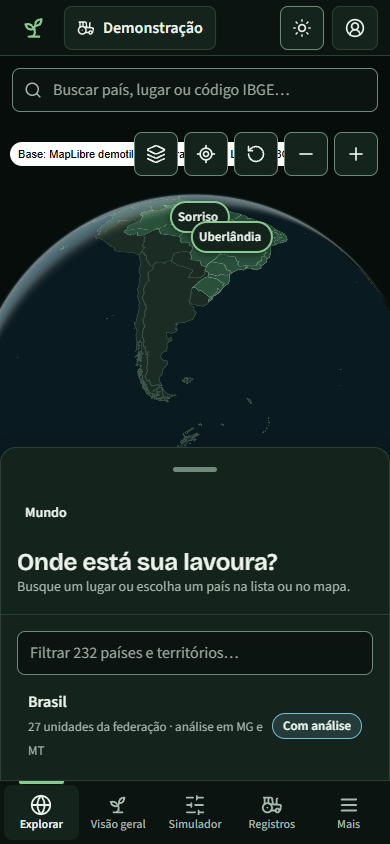 Demonstração
Buscar país, lugar ou código IBGE…
Base: MapLibre demotil
Sorriso
Uberlândia
Mundo
Onde está sua lavoura?
Busque um lugar ou escolha um país na lista ou no mapa.
Filtrar 232 países e territórios…
Brasil
27 unidades da federação · análise em MG e
MT
Com análise
Explorar
Visão geral
Simulador
Registros
Mais